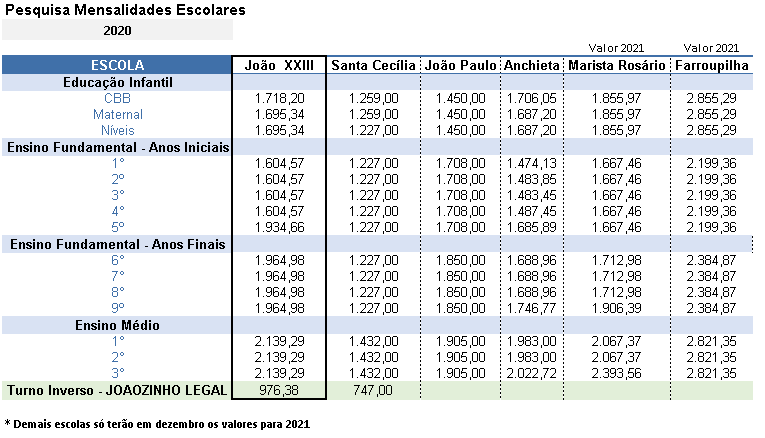 Pesquisa Mensalidades Escolares
2020
Valor 2021 Valor 2021
ESCOLA João XXIII Santa Cecília João Paulo Anchieta Marista Rosário Farroupilha
Educação Infantil
CBB 1.718,20 1.259,00 1.450,00 1.706,05 1.855,97 2.855,29
Maternal 1.695,34 1.259,00 1.450,00 1.687,20 1.855,97 2.855,29
Níveis 1.695,34 1.227,00 1.450,00 1.687,20 1.855,97 2.855,29
Ensino Fundamental - Anos Iniciais
1° 1.604,57 1.227,00 1.708,00 1.474,13 1.667,46 2.199,36
2° 1.604,57 1.227,00 1.708,00 1.483,85 1.667,46 2.199,36
3° 1.604,57 1.227,00 1.708,00 1.483,45 1.667,46 2.199,36
4° 1.604,57 1.227,00 1.708,00 1.487,45 1.667,46 2.199,36
5º 1.934,66 1.227,00 1.708,00 1.685,89 1.667,46 2.199,36
Ensino Fundamental - Anos Finais
6° 1.964,98 1.227,00 1.850,00 1.688,96 1.712,98 2.384,87
7° 1.964,98 1.227,00 1.850,00 1.688,96 1.712,98 2.384,87
8° 1.964,98 1.227,00 1.850,00 1.688,96 1.712,98 2.384,87
9º 1.964,98 1.227,00 1.850,00 1.746,77 1.906,39 2.384,87
Ensino Médio
1° 2.139,29 1.432,00 1.905,00 1.983,00 2.067,37 2.821,35
2° 2.139,29 1.432,00 1.905,00 1.983,00 2.067,37 2.821,35
3° 2.139,29 1.432,00 1.905,00 2.022,72 2.393,56 2.821,35
Turno Inverso - JOAOZINHO LEGAL 976,38 747,00
* Demais escolas só terão em dezembro os valores para 2021